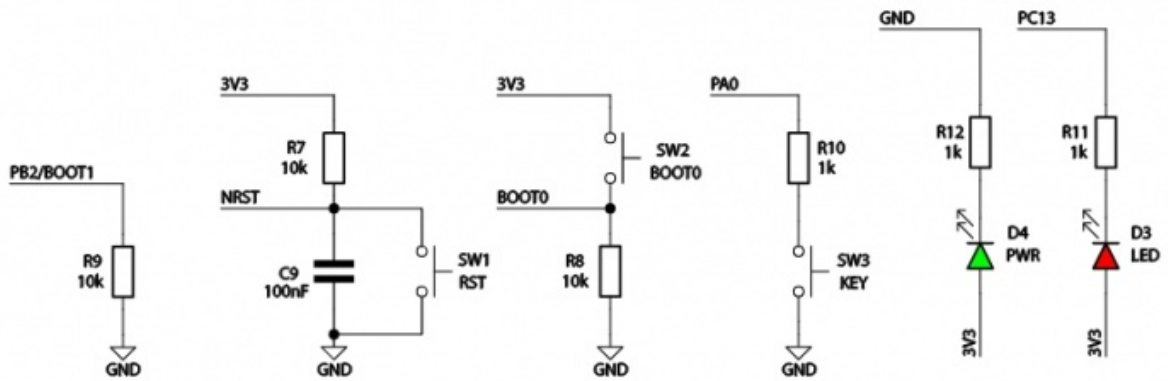 GND
PC13
3V3
3V3
PA0
R7
10k
SW2
BOOT0
R10
1k
R12
1k
R11
1k
PB2/BOOT1
NRST
BOOT0
R9
10k
C9
100nF
SW1
RST
R8
10k
SW3
KEY
D4
PWR
D3
LED
3V3
3V3
GND
GND
GND
GND